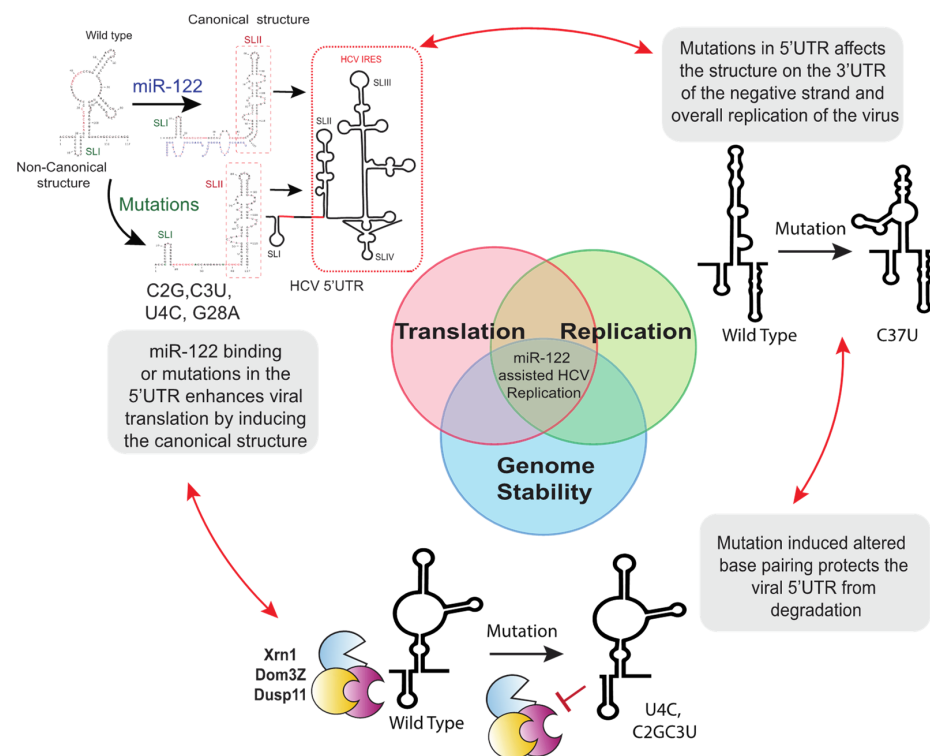 Canonical structure
Wild type
SLII
miR-122
SLI
SLI
Non-Canonical
structure
Mutations
SLII
SLI
C2G,C3U,
U4C, G28A
HCV IRES
SLIII
SLII
SLI
SLIV
HCV 5'UTR
Mutations in 5'UTR affects
the structure on the 3'UTR
of the negative strand and
overall replication of the virus
Mutation
Wild Type
C37U
miR-122 binding
or mutations in the
5'UTR enhances viral
translation by inducing
the canonical structure
Translation
Replication
miR-122
assisted HCV
Replication
Genome
Stability
Mutation induced altered
base pairing protects the
viral 5'UTR from
degradation
Xrn1
Dom3Z
Dusp11
Wild Type
Mutation
U4C,
C2GC3U